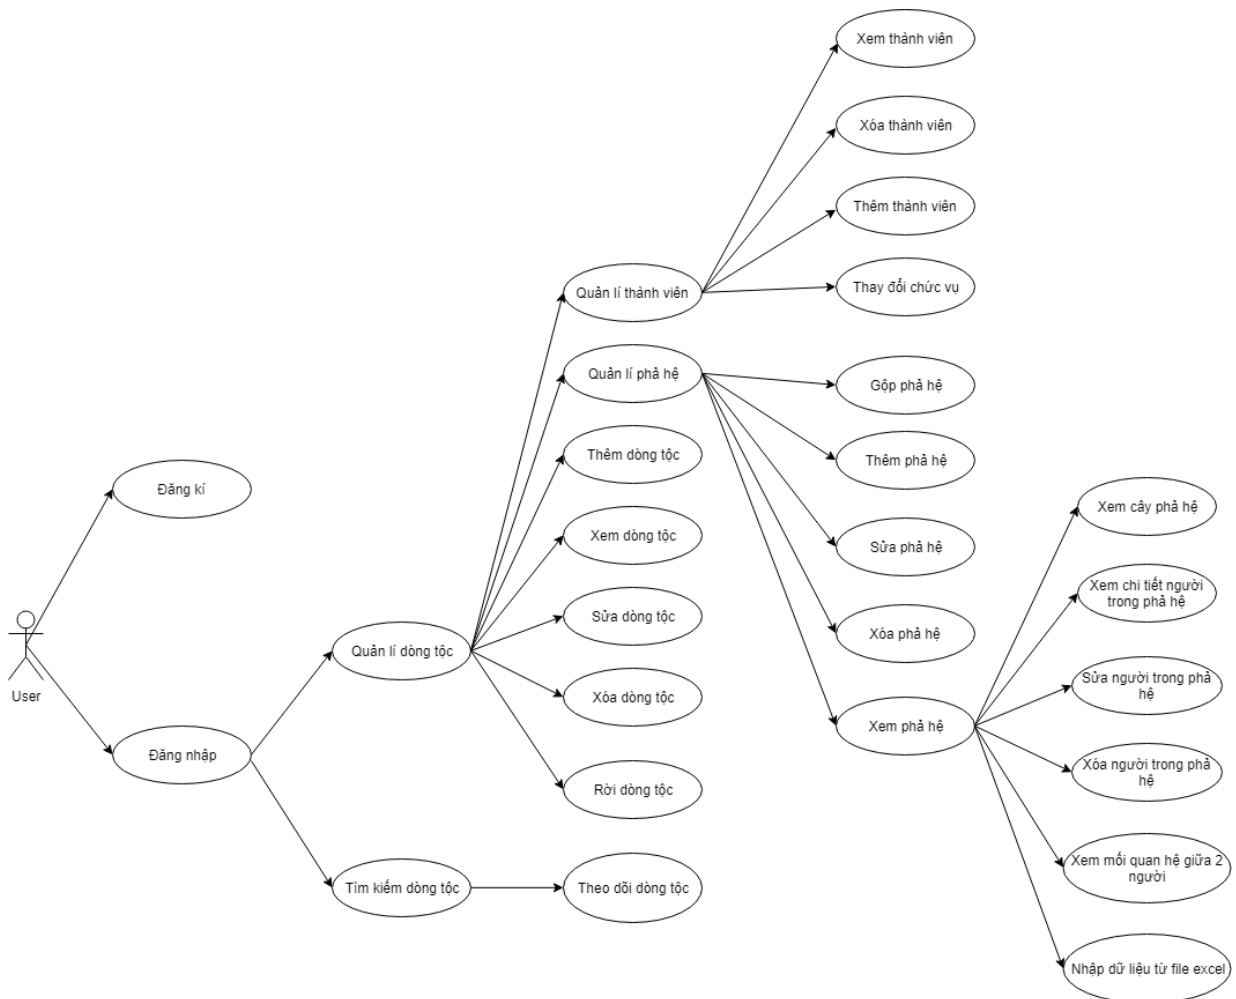 Xem thành viên
Xóa thành viên
Thêm thành viên
Thay đổi chức vụ
Quản lí thành viên
Quản lí phả hệ
Gộp phả hệ
Thêm dòng tộc
Thêm phả hệ
Đăng kí
Xem dòng tộc
Sửa phả hệ
Xem cây phả hệ
Xem chi tiết người
trong phả hệ
Sửa dòng tộc
Xóa phả hệ
Quản lí dòng tộc
User
Xóa dòng tộc
Sửa người trong phả
hệ
Đăng nhập
Xem phả hệ
Xóa người trong phả
hệ
Rời dòng tộc
Tìm kiếm dòng tộc
Theo dõi dòng tộc
Xem mối quan hệ giữa 2
người
Nhập dữ liệu từ file excel